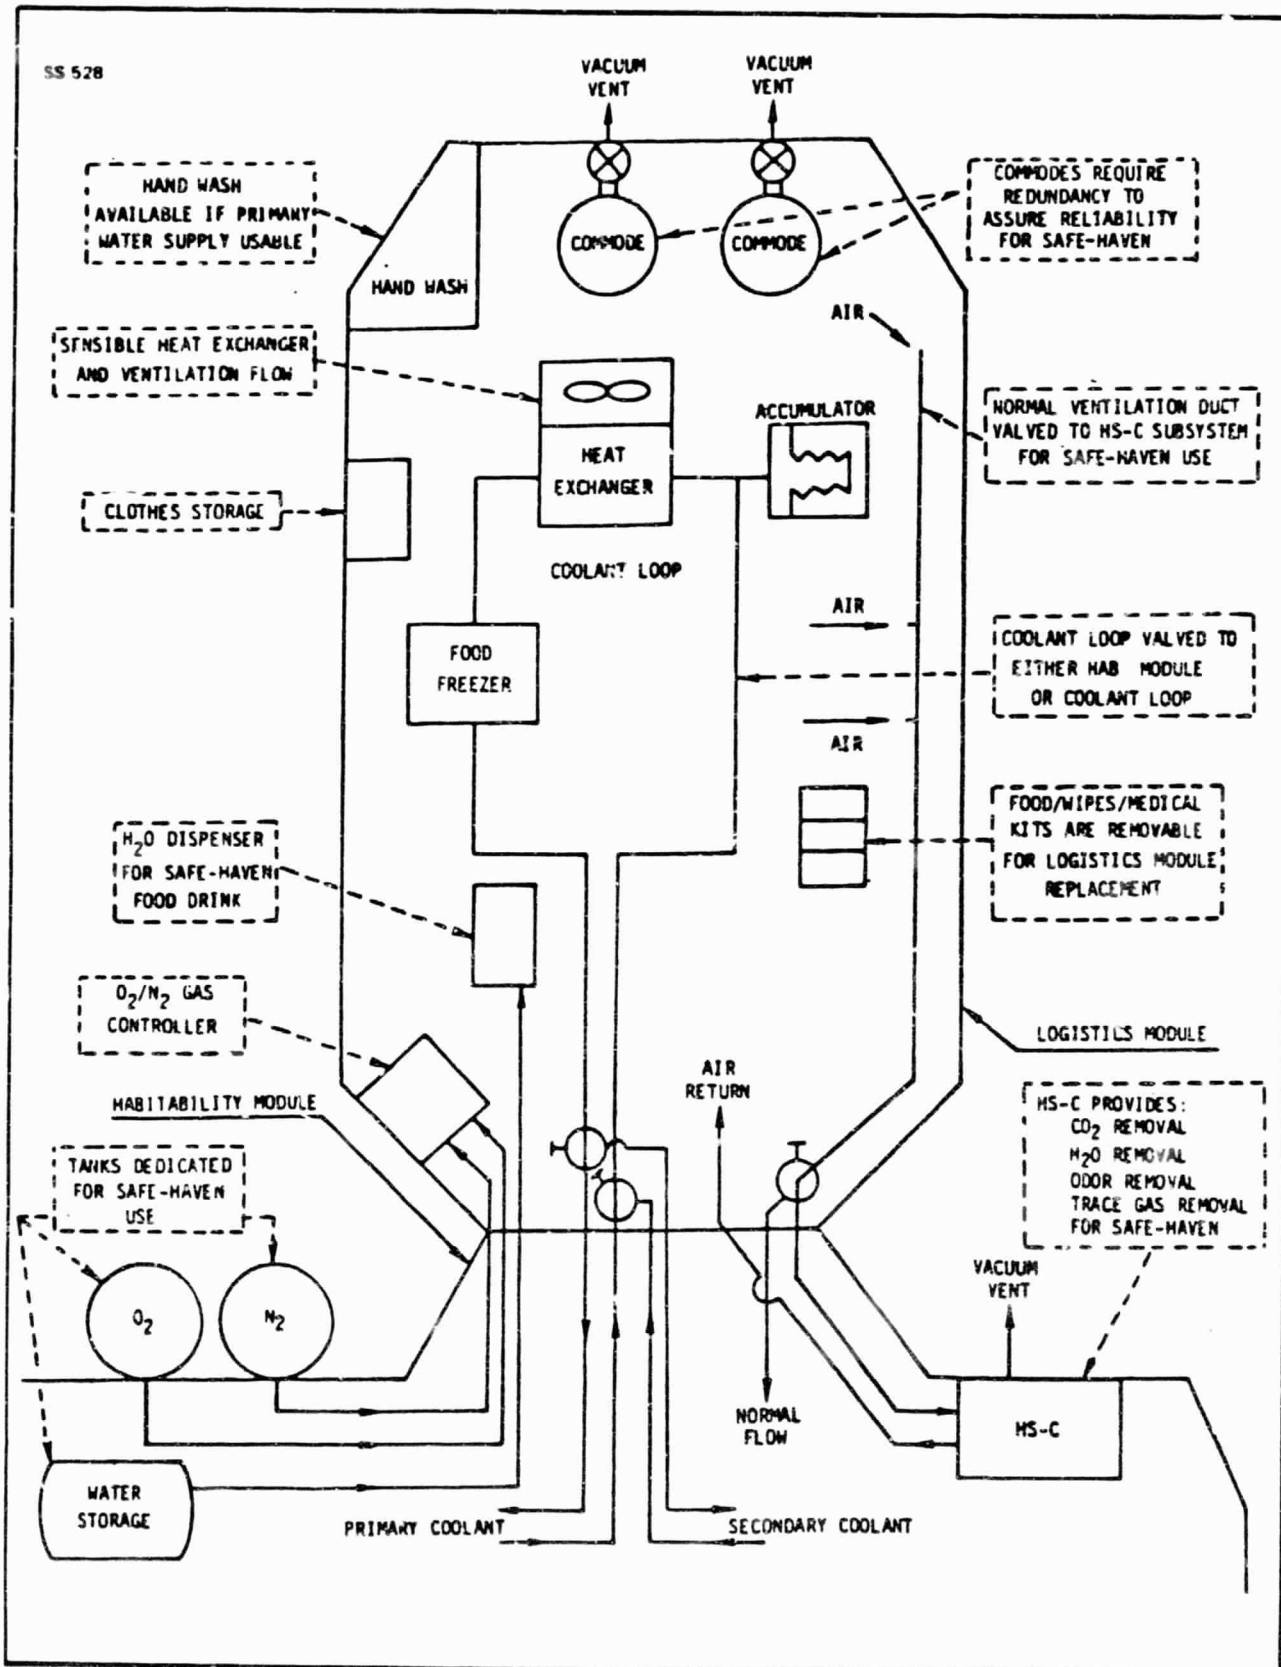 SS 528
VACUUM
VENT
VACUUM
VENT
HAND WASH
AVAILABLE IF PRIMARY
WATER SUPPLY USABLE
COMMODES REQUIRE
REDUNDANCY TO
ASSURE RELIABILITY
FOR SAFE-HAVEN
COMMODE
COMMODE
HAND WASH
AIR
SENSIBLE HEAT EXCHANGER
AND VENTILATION FLOW
ACCUMULATOR
NORMAL VENTILATION DUCT
VALVED TO HS-C SUBSYSTEM
FOR SAFE-HAVEN USE
HEAT
EXCHANGER
CLOTHES STORAGE
COOLANT LOOP
AIR
FOOD
FREEZER
COOLANT LOOP VALVED TO
EITHER HAB MODULE
OR COOLANT LOOP
AIR
FOOD/WIPES/MEDICAL
KITS ARE REMOVABLE
FOR LOGISTICS MODULE
REPLACEMENT
H2O DISPENSER
FOR SAFE-HAVEN
FOOD DRINK
O2/N2 GAS
CONTROLLER
LOGISTICS MODULE
AIR
RETURN
HABITABILITY MODULE
HS-C PROVIDES:
CO2 REMOVAL
H2O REMOVAL
ODOR REMOVAL
TRACE GAS REMOVAL
FOR SAFE-HAVEN
TANKS DEDICATED
FOR SAFE-HAVEN
USE
VACUUM
VENT
O2
N2
NORMAL
FLOW
HS-C
WATER
STORAGE
PRIMARY COOLANT
SECONDARY COOLANT